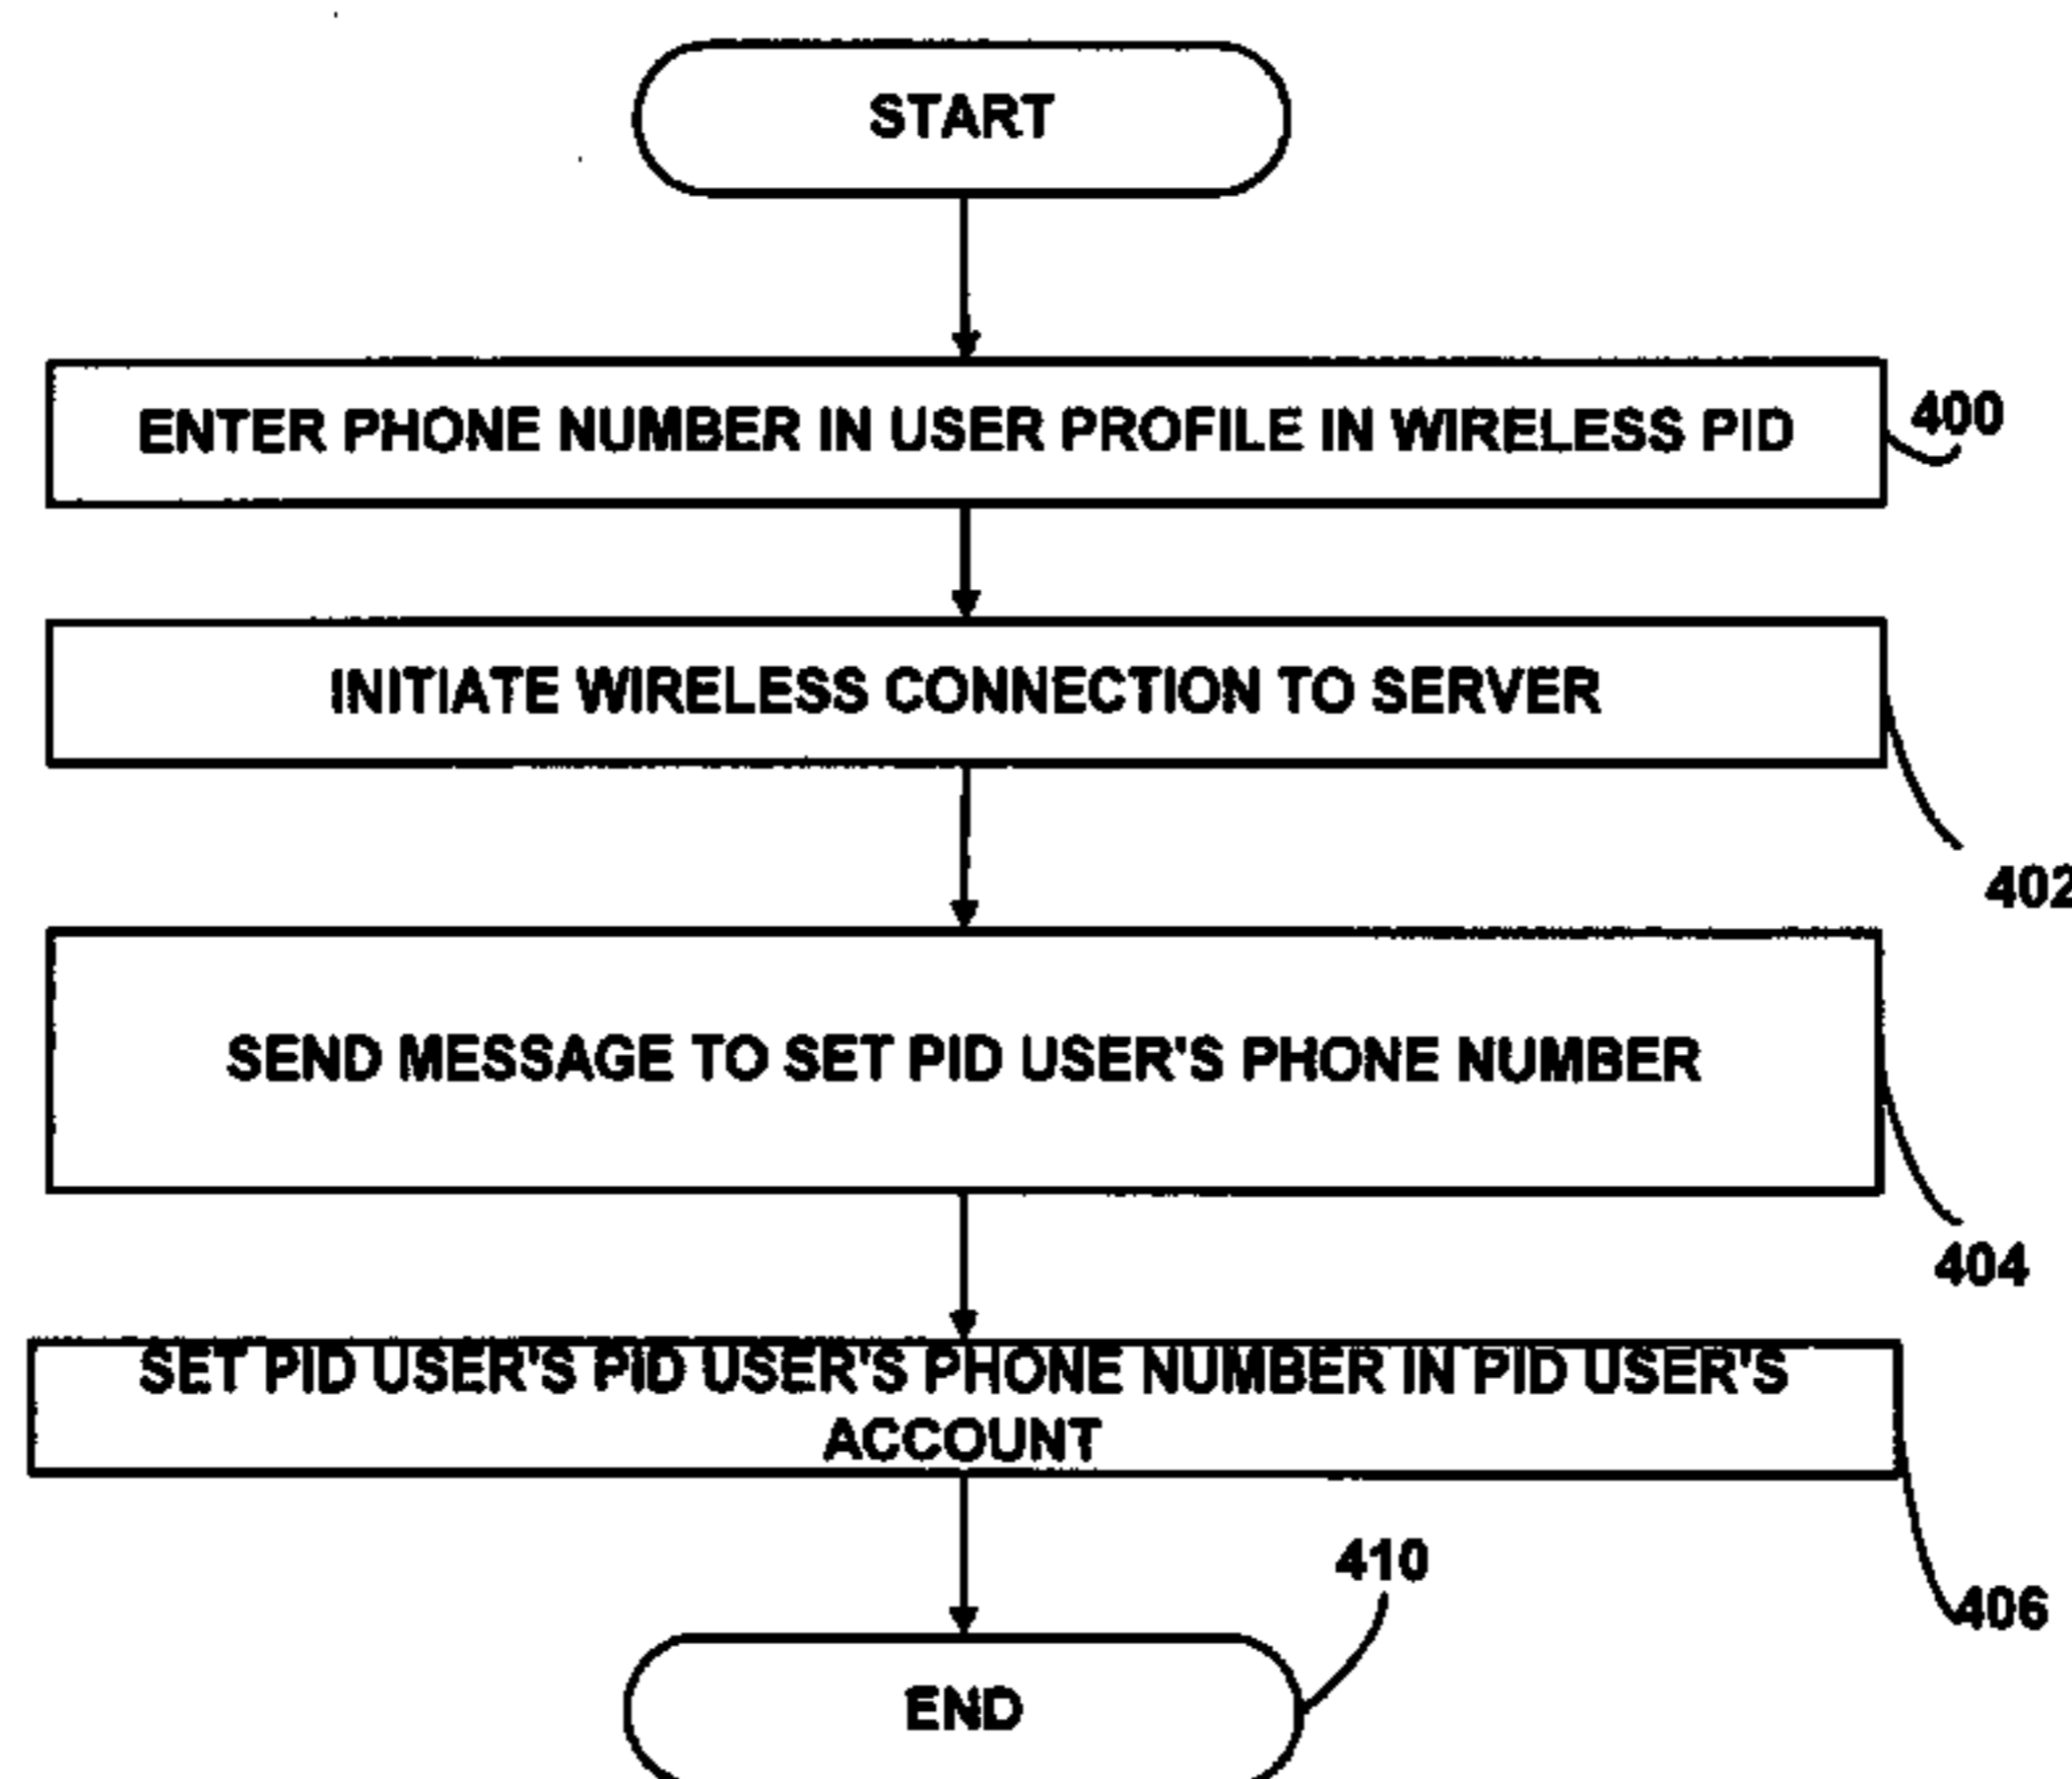 START
ENTER PHONE NUMBER IN USER PROFILE IN WIRELESS PID
400
INITIATE WIRELESS CONNECTION TO SERVER
402
SEND MESSAGE TO SET PID USER'S PHONE NUMBER
404
SET PID USER'S PID USER'S PHONE NUMBER IN PID USER'S
ACCOUNT
406
410
END